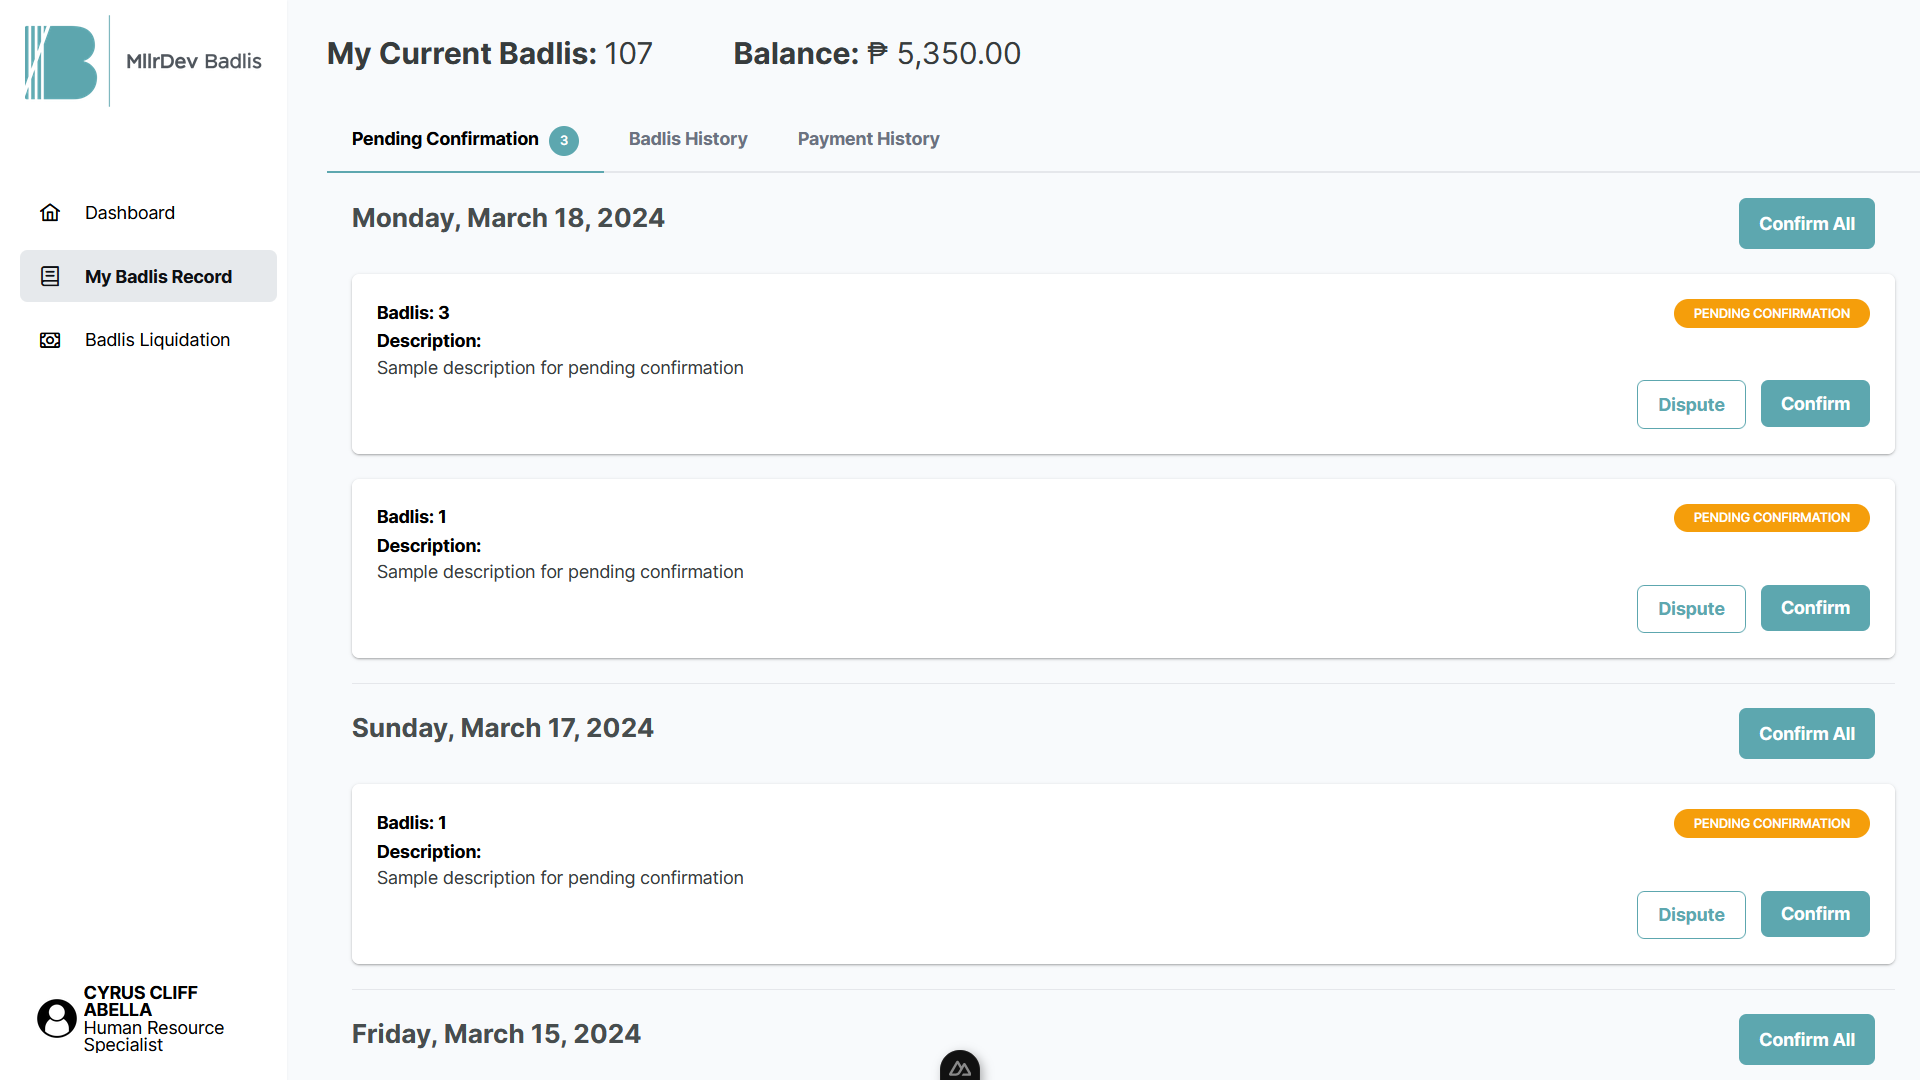 MllrDev Badlis
My Current Badlis: 107
Balance: ₱ 5,350.00
Pending Confirmation 3
Badlis History
Payment History
Dashboard
My Badlis Record
Badlis Liquidation
Monday, March 18, 2024
Confirm All
Badlis: 3
PENDING CONFIRMATION
Description:
Sample description for pending confirmation
Dispute
Confirm
Badlis: 1
PENDING CONFIRMATION
Description:
Sample description for pending confirmation
Dispute
Confirm
Sunday, March 17, 2024
Confirm All
Badlis: 1
PENDING CONFIRMATION
Description:
Sample description for pending confirmation
Dispute
Confirm
Friday, March 15, 2024
Confirm All
CYRUS CLIFF
ABELLA
Human Resource
Specialist